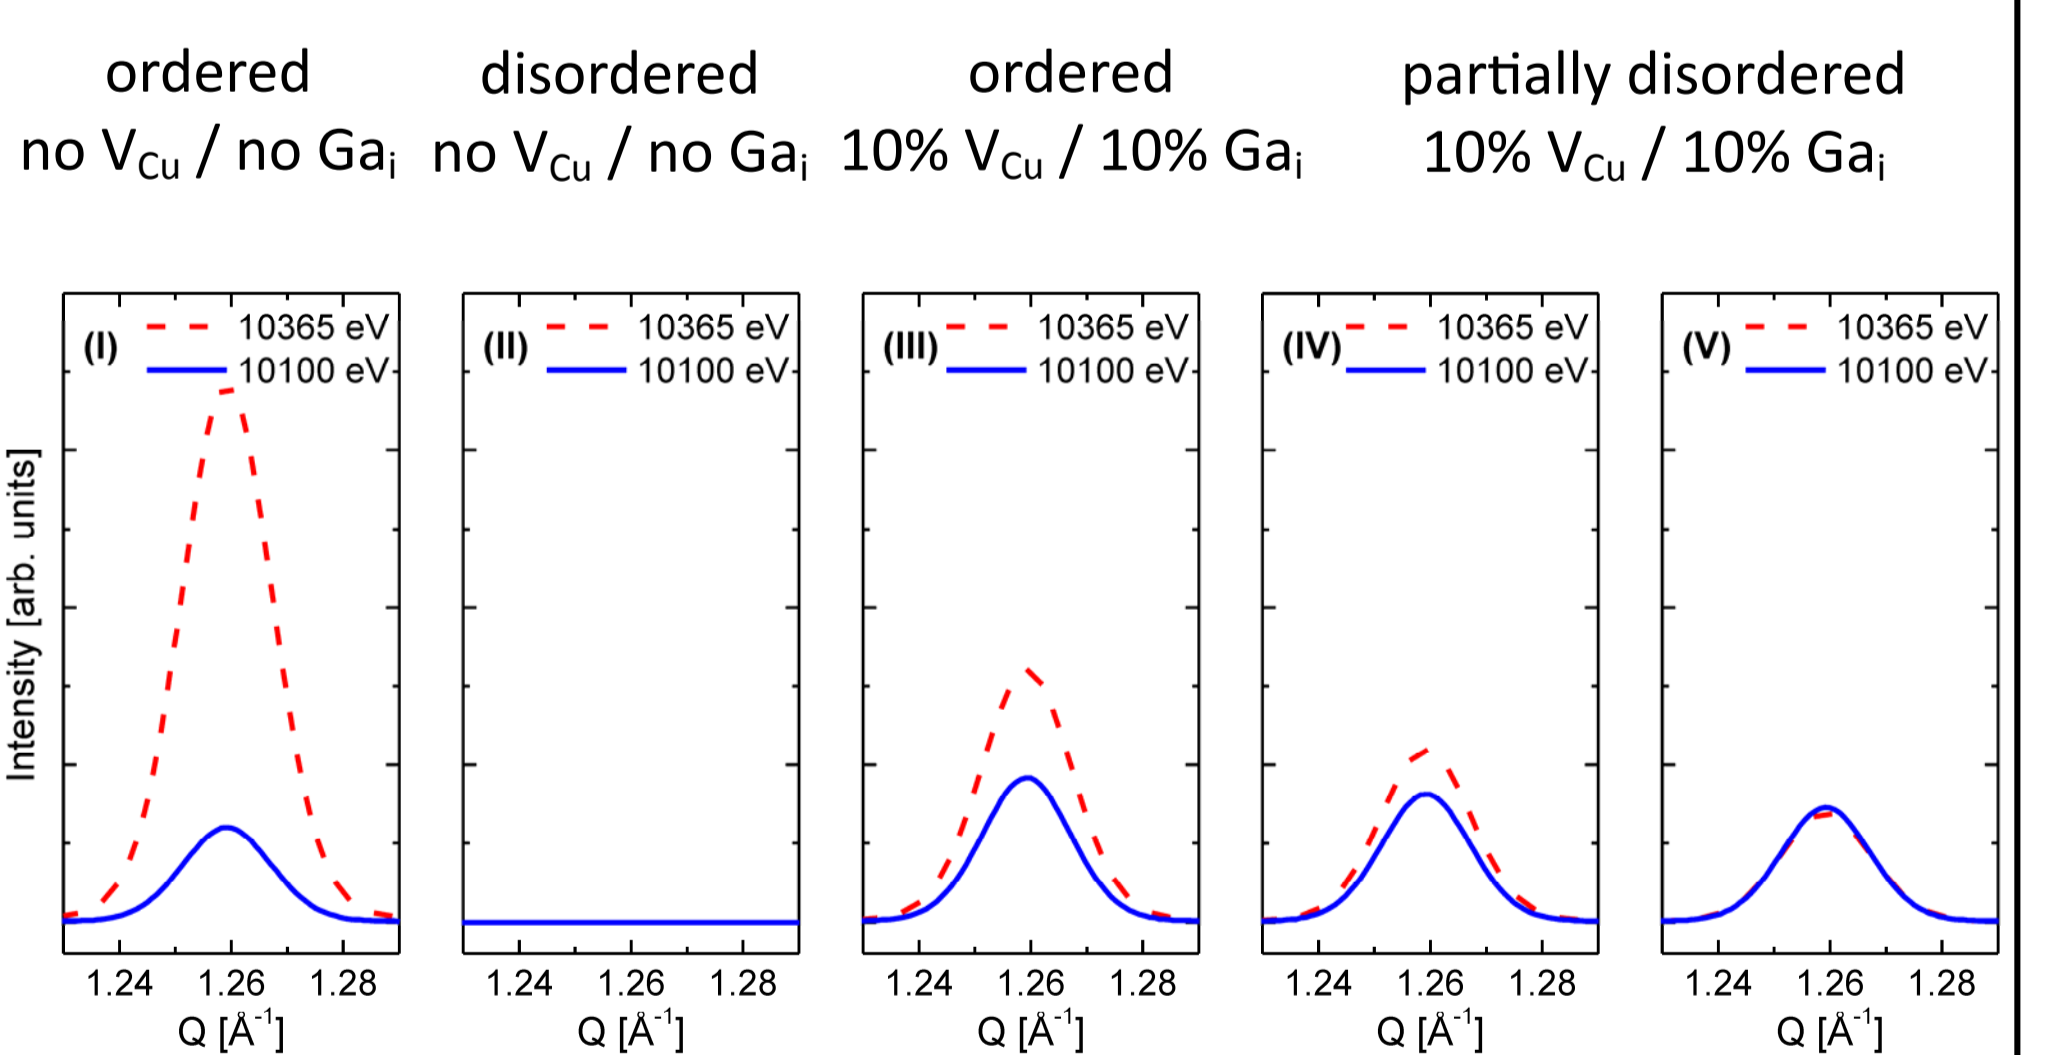 ordered
no V_Cu / no Ga_i
disordered
no V_Cu / no Ga_i
ordered
10% V_Cu / 10% Ga_i
partially disordered
10% V_Cu / 10% Ga_i
Intensity [arb. units]
(I)
10365 eV
10100 eV
1.24 1.26 1.28
Q [Å⁻¹]
(II)
10365 eV
10100 eV
1.24 1.26 1.28
Q [Å⁻¹]
(III)
10365 eV
10100 eV
1.24 1.26 1.28
Q [Å⁻¹]
(IV)
10365 eV
10100 eV
1.24 1.26 1.28
Q [Å⁻¹]
(V)
10365 eV
10100 eV
1.24 1.26 1.28
Q [Å⁻¹]